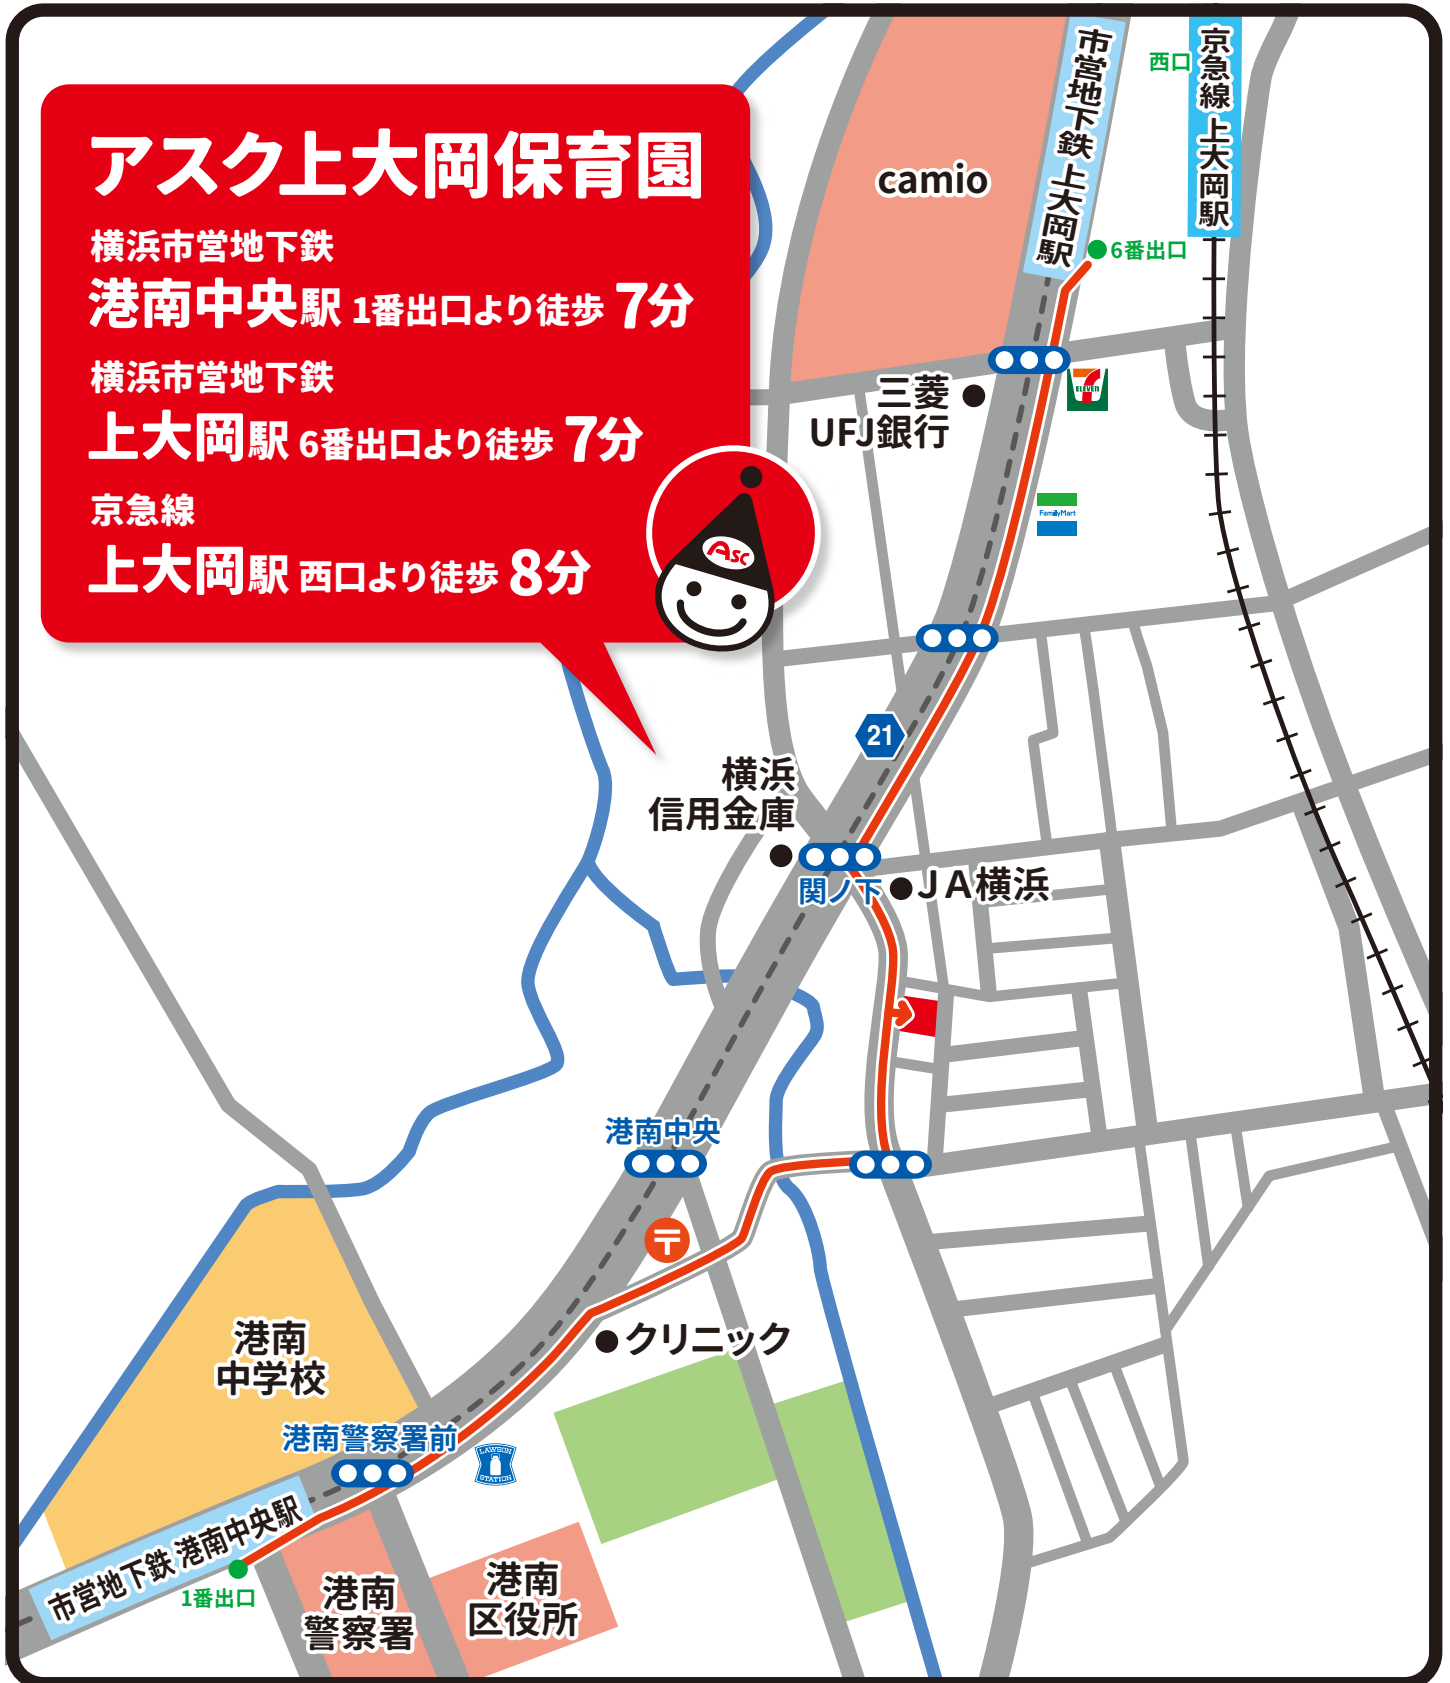 アスク上大岡保育園
横浜市営地下鉄
港南中央駅 1番出口より徒歩 7分
横浜市営地下鉄
上大岡駅 6番出口より徒歩 7分
京急線
上大岡駅 西口より徒歩 8分
ASC
camio
市営地下鉄 上大岡駅
西口
京急線 上大岡駅
6番出口
三菱
UFJ銀行
7 ELEVEN
FamilyMart
21
横浜
信用金庫
関ノ下
JA横浜
港南中央
〒
クリニック
港南
中学校
港南警察署前
LAWSON
STATION
市営地下鉄 港南中央駅
1番出口
港南
警察署
港南
区役所